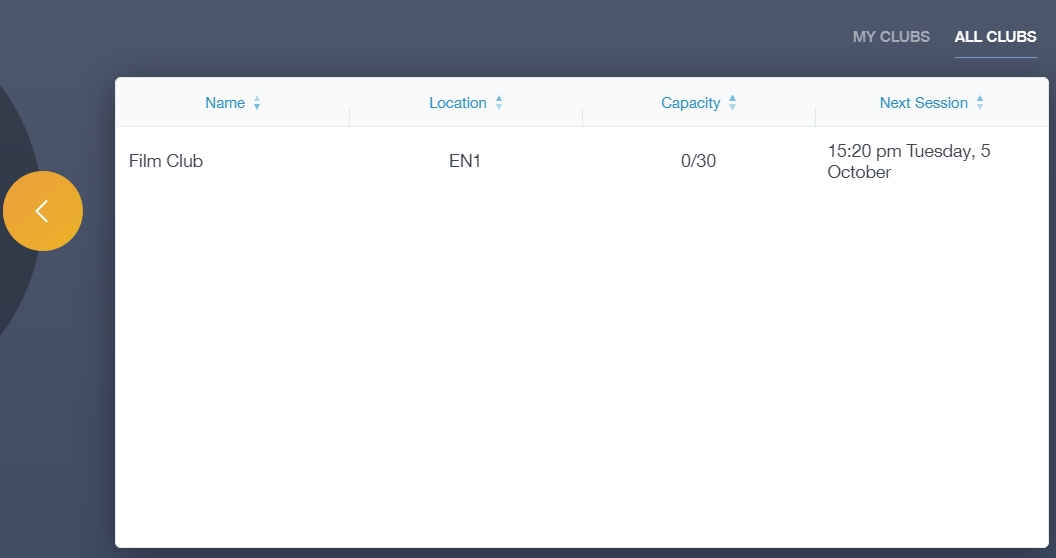 MY CLUBS ALL CLUBS
Name Location Capacity Next Session
Film Club EN1 0/30 15:20 pm Tuesday, 5
October